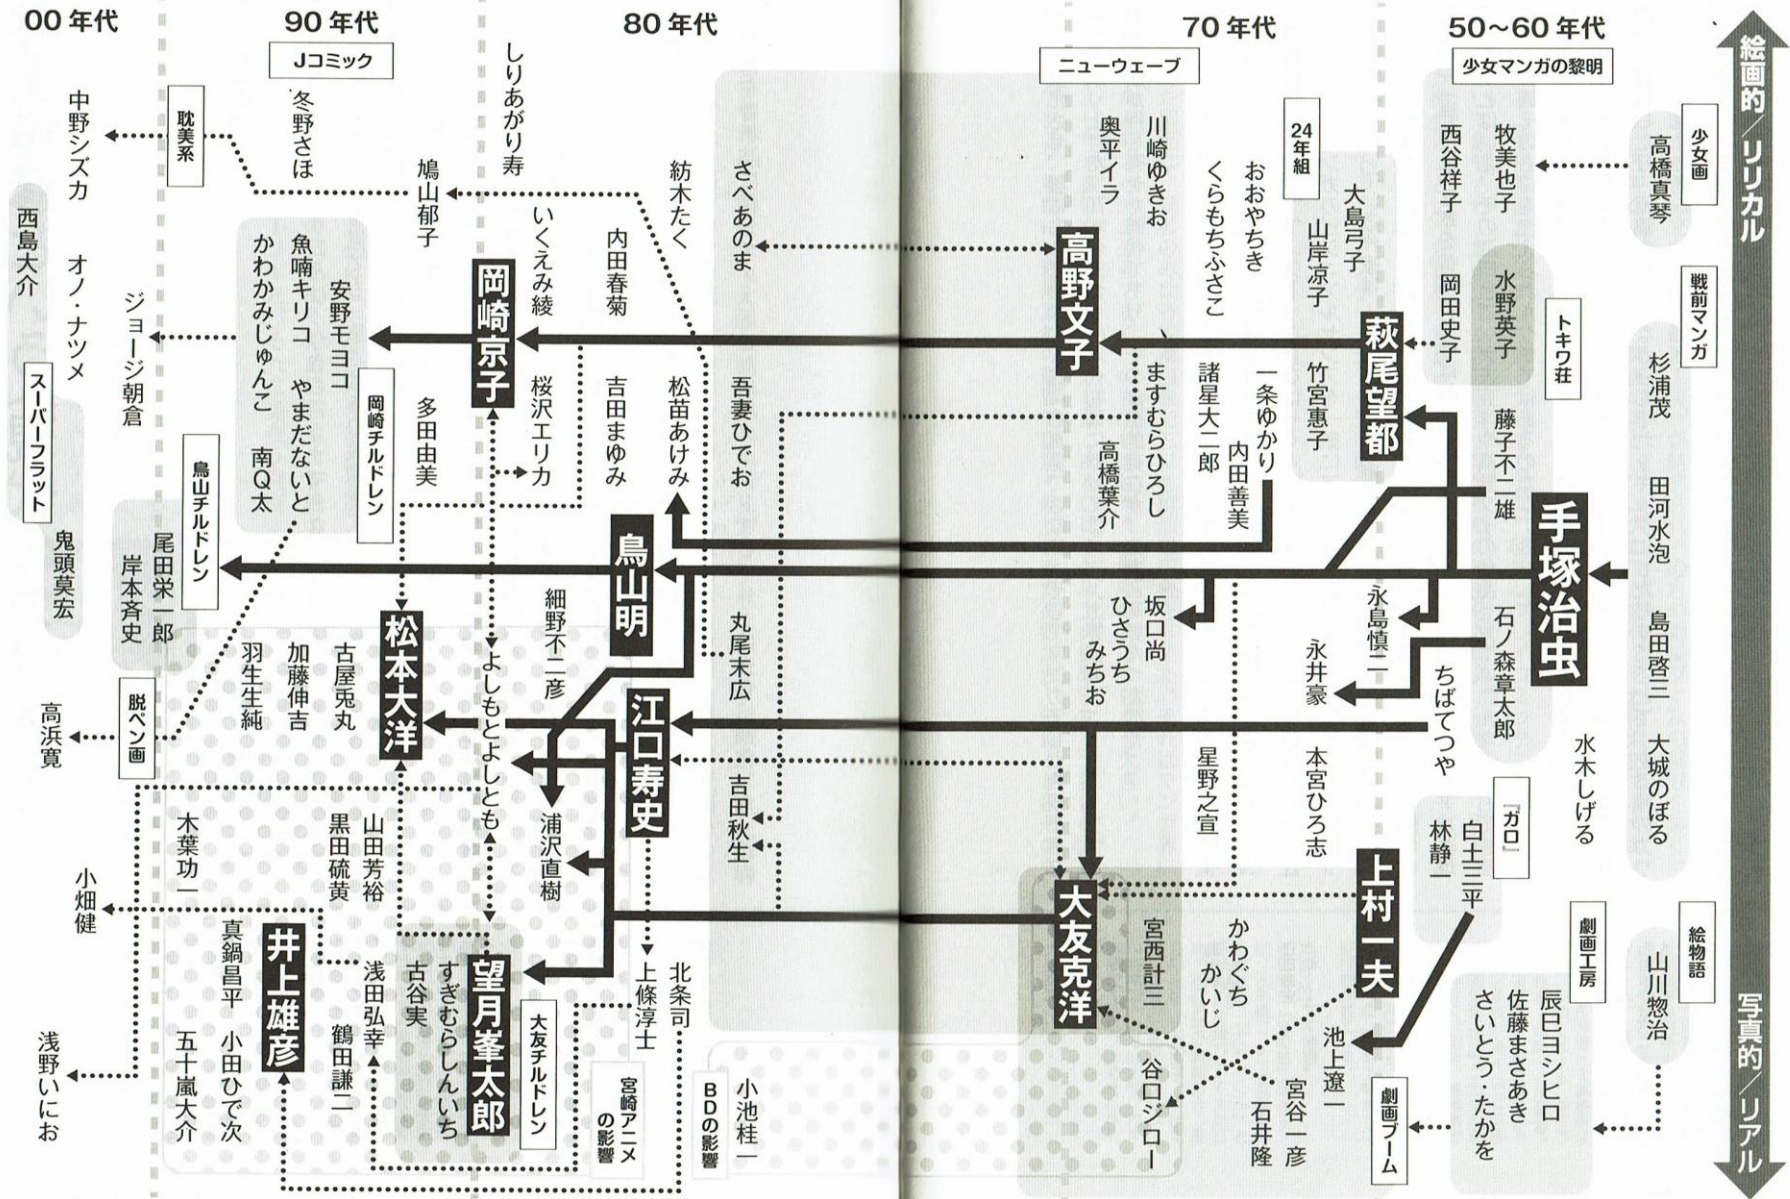 50～60年代
70年代
80年代
90年代
00年代
絵画的／リリカル
写真的／リアル
少女画
高橋真琴
戦前マンガ
杉浦茂
田河水泡
島田啓三
大城のぼる
絵物語
山川惣治
少女マンガの黎明
牧美也子
西谷祥子
水野英子
岡田史子
トキワ荘
藤子不二雄
石ノ森章太郎
手塚治虫
水木しげる
『ガロ』
白土三平
林静一
劇画工房
辰巳ヨシヒロ
佐藤まさあき
さいとう・たかを
劇画ブーム
ちばてつや
永島慎二
永井豪
萩尾望都
24年組
大島弓子
山岸凉子
竹宮惠子
おおやちき
くらもちふさこ
一条ゆかり
内田善美
諸星大二郎
本宮ひろ志
星野之宣
上村一夫
池上遼一
かわぐち
かいじ
宮谷一彦
石井隆
ニューウェーブ
川崎ゆきお
奥平イラ
高野文子
ますむらひろし
高橋葉介
坂口尚
ひさうち
みちお
大友克洋
宮西計三
谷口ジロー
さべあのま
吾妻ひでお
丸尾末広
吉田秋生
小池桂一
BDの影響
紡木たく
松苗あけみ
内田春菊
吉田まゆみ
鳥山明
江口寿史
北条司
上條淳士
宮崎アニメ
の影響
しりあがり寿
いくえみ綾
桜沢エリカ
岡崎京子
細野不二彦
よしもとよしとも
浦沢直樹
大友チルドレン
望月峯太郎
すぎむらしんいち
古谷実
Jコミック
冬野さほ
鳩山郁子
多田由美
安野モヨコ
魚喃キリコ
やまだないと
かわかみじゅんこ
南Q太
岡崎チルドレン
松本大洋
古屋兎丸
加藤伸吉
羽生生純
山田芳裕
黒田硫黄
木葉功一
浅田弘幸
鶴田謙二
井上雄彦
真鍋昌平
小田ひで次
五十嵐大介
耽美系
中野シズカ
西島大介
オノ・ナツメ
ジョージ朝倉
スーパーフラット
鬼頭莫宏
鳥山チルドレン
尾田栄一郎
岸本斉史
脱ペン画
高浜寛
小畑健
浅野いにお